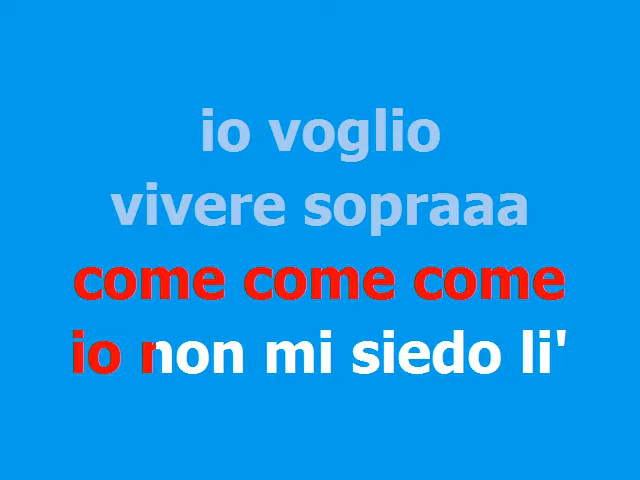 io voglio
vivere sopraaa
come come come
io non mi siedo li'